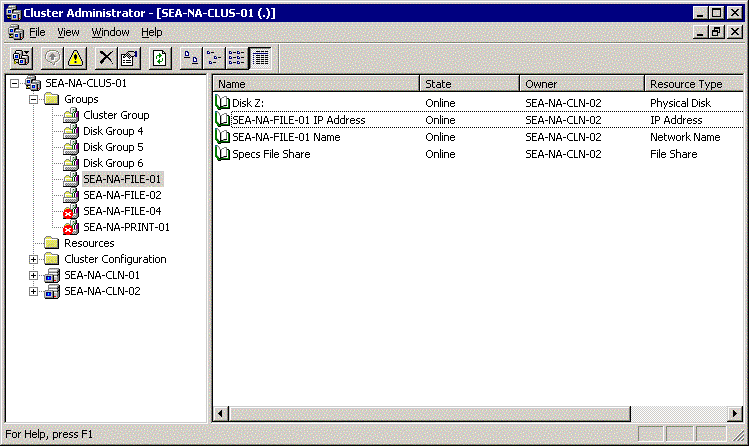 Cluster Administrator - [SEA-NA-CLUS-01 (.)]
File View Window Help
SEA-NA-CLUS-01
Groups
Cluster Group
Disk Group 4
Disk Group 5
Disk Group 6
SEA-NA-FILE-01
SEA-NA-FILE-02
SEA-NA-FILE-04
SEA-NA-PRINT-01
Resources
Cluster Configuration
SEA-NA-CLN-01
SEA-NA-CLN-02
Name State Owner Resource Type
Disk Z: Online SEA-NA-CLN-02 Physical Disk
SEA-NA-FILE-01 IP Address Online SEA-NA-CLN-02 IP Address
SEA-NA-FILE-01 Name Online SEA-NA-CLN-02 Network Name
Specs File Share Online SEA-NA-CLN-02 File Share
For Help, press F1